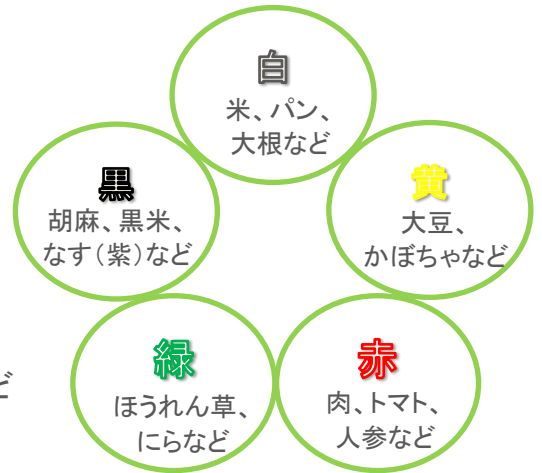 白
米、パン、
大根など
黒
胡麻、黒米、
なす(紫)など
黄
大豆、
かぼちゃなど
緑
ほうれん草、
にらなど
赤
肉、トマト、
人参など
ど